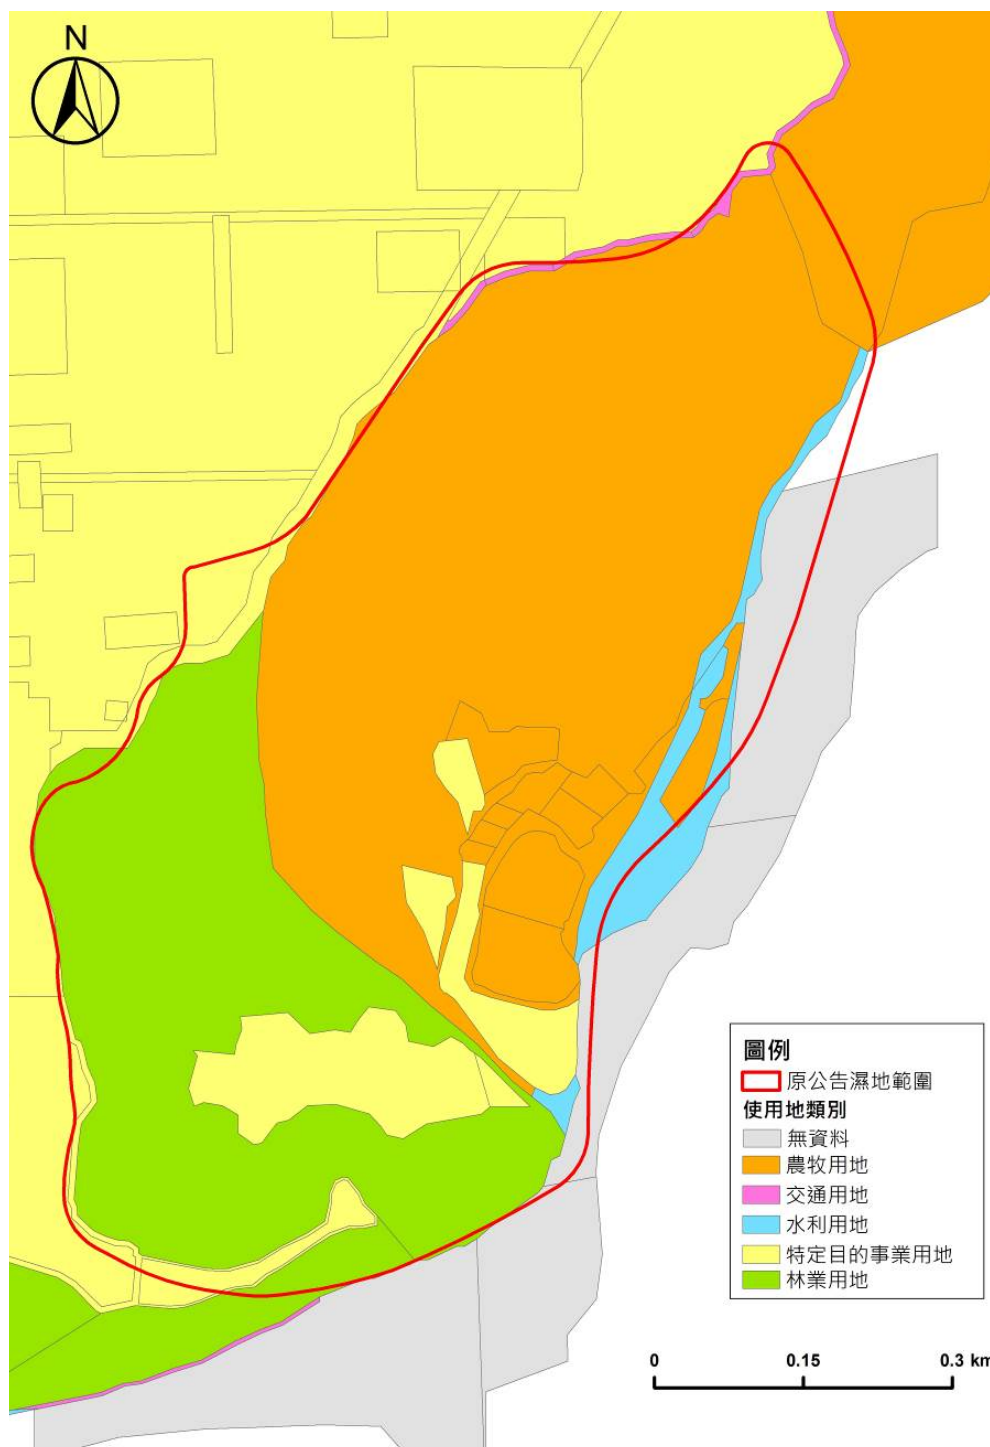 N
圖例
原公告濕地範圍
使用地類別
無資料
農牧用地
交通用地
水利用地
特定目的事業用地
林業用地
0 0.15 0.3 km